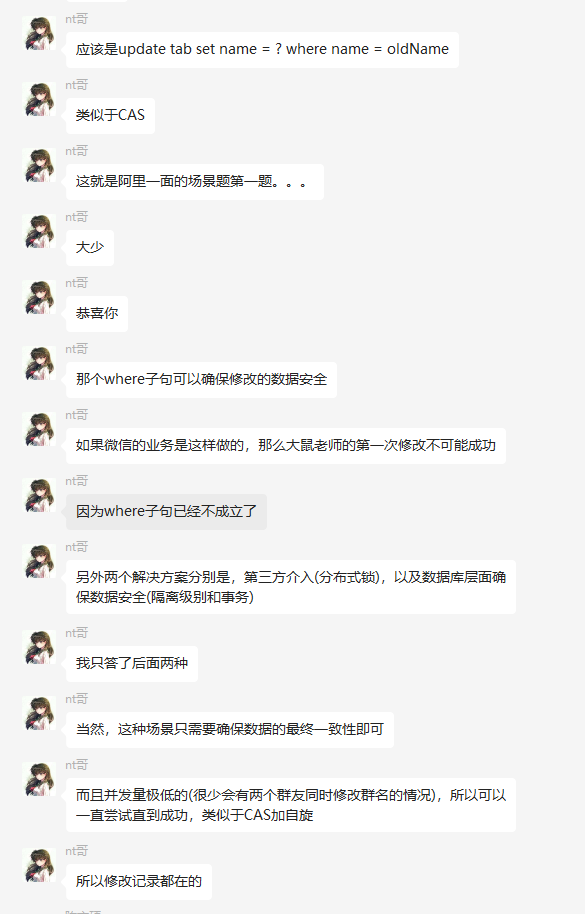 nt哥
应该是update tab set name = ? where name = oldName
nt哥
类似于CAS
nt哥
这就是阿里一面的场景题第一题。。。
nt哥
大少
nt哥
恭喜你
nt哥
那个where子句可以确保修改的数据安全
nt哥
如果微信的业务是这样做的，那么大鼠老师的第一次修改不可能成功
nt哥
因为where子句已经不成立了
nt哥
另外两个解决方案分别是，第三方介入(分布式锁)，以及数据库层面确
保数据安全(隔离级别和事务)
nt哥
我只答了后面两种
nt哥
当然，这种场景只需要确保数据的最终一致性即可
nt哥
而且并发量极低的(很少会有两个群友同时修改群名的情况)，所以可以
一直尝试直到成功，类似于CAS加自旋
nt哥
所以修改记录都在的